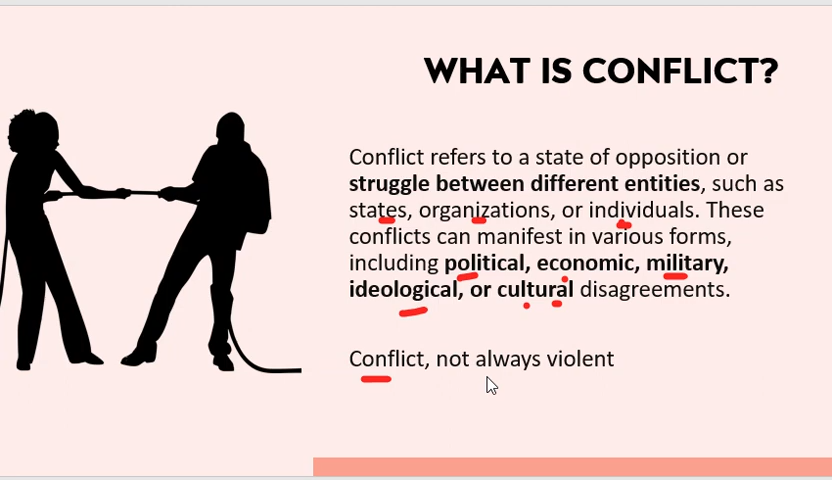 WHAT IS CONFLICT?
Conflict refers to a state of opposition or
struggle between different entities, such as
states, organizations, or individuals. These
conflicts can manifest in various forms,
including political, economic, military,
ideological, or cultural disagreements.
Conflict, not always violent